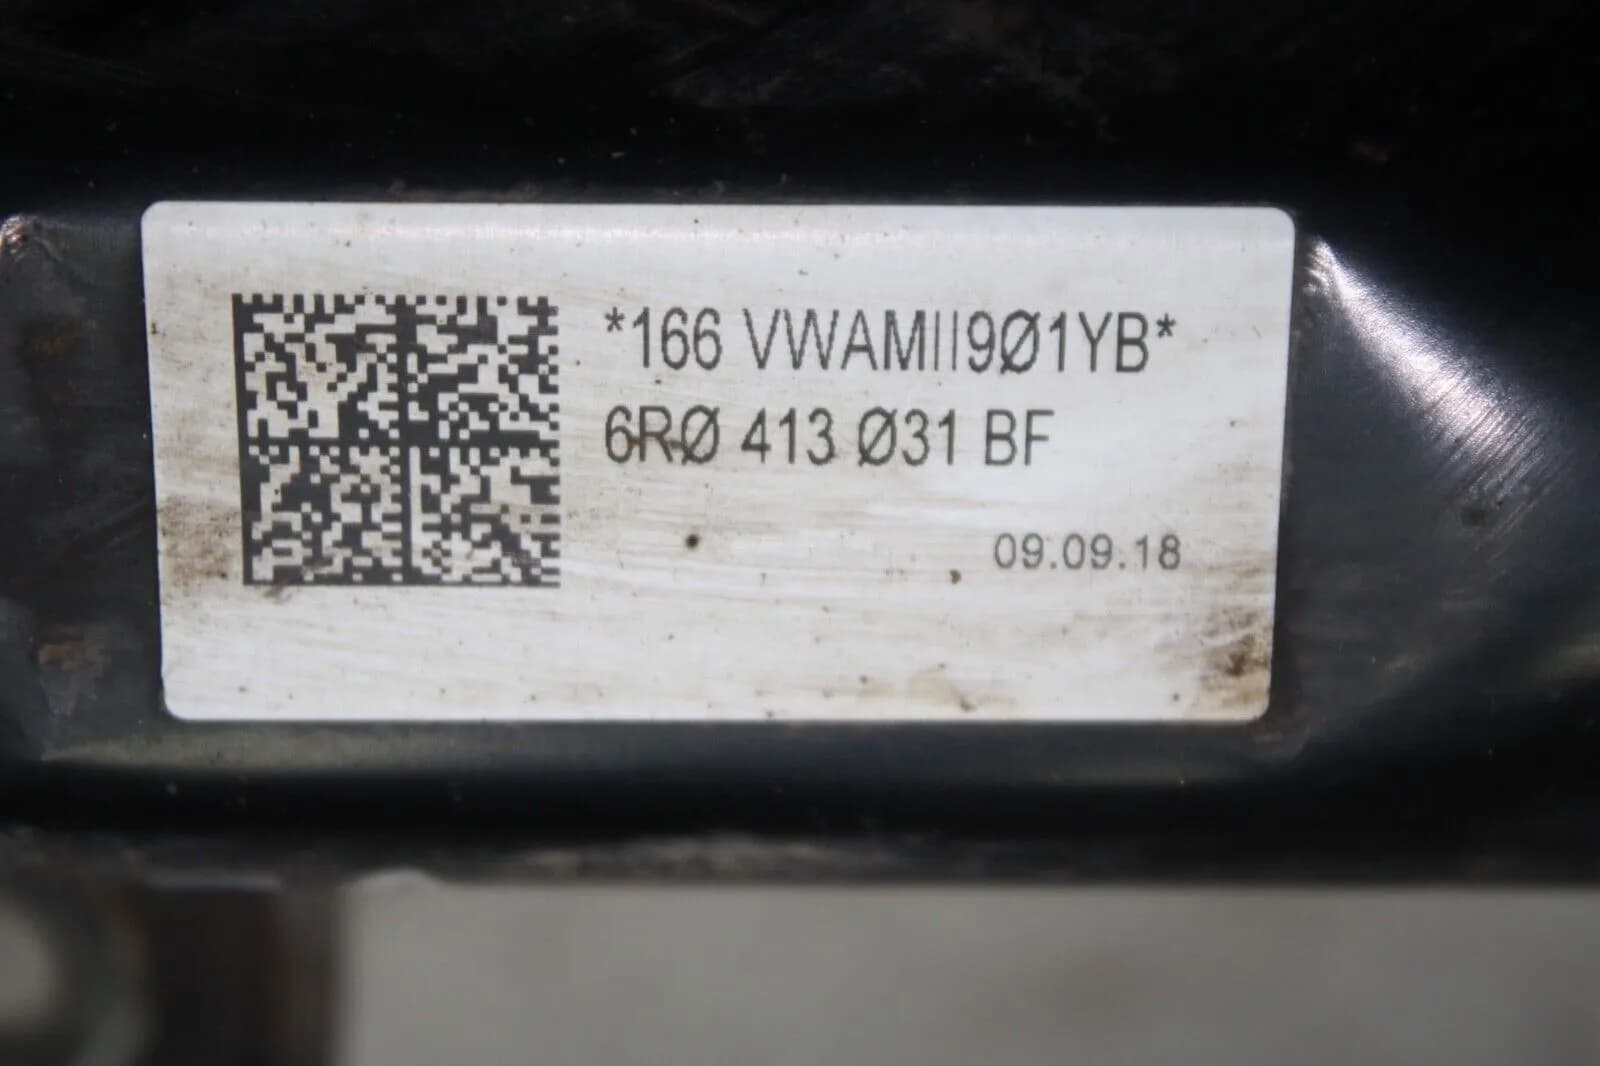 *166 VWAMII9Ø1YB*
6RØ 413 Ø31 BF
09.09.18